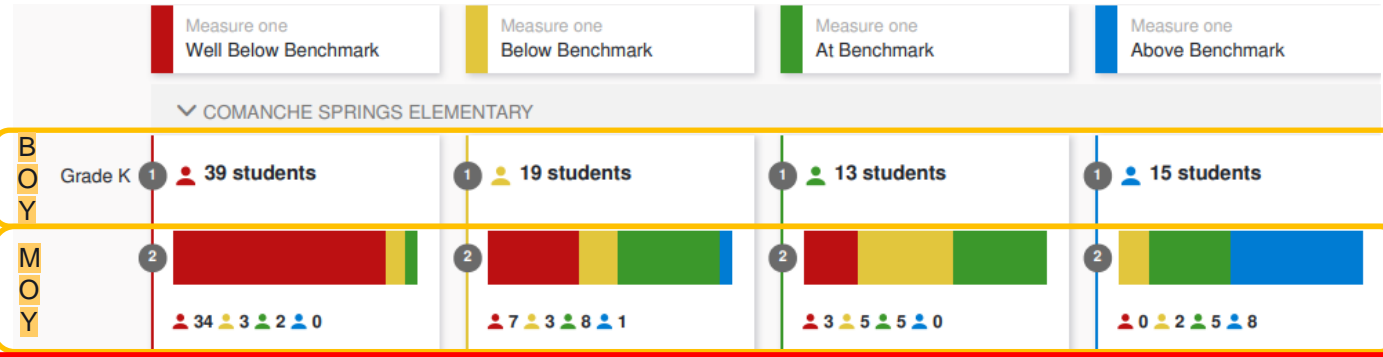 Measure one
Well Below Benchmark
Measure one
Below Benchmark
Measure one
At Benchmark
Measure one
Above Benchmark
COMANCHE SPRINGS ELEMENTARY
B
O
Y
Grade K
1
39 students
1
19 students
1
13 students
1
15 students
M
O
Y
2
2
2
2
34 3 2 0
7 3 8 1
3 5 5 0
0 2 5 8